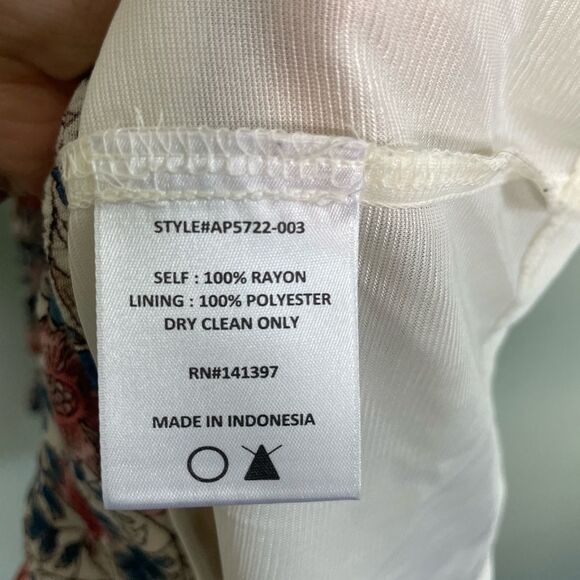 STYLE#AP5722-003
SELF : 100% RAYON
LINING : 100% POLYESTER
DRY CLEAN ONLY
RN#141397
MADE IN INDONESIA